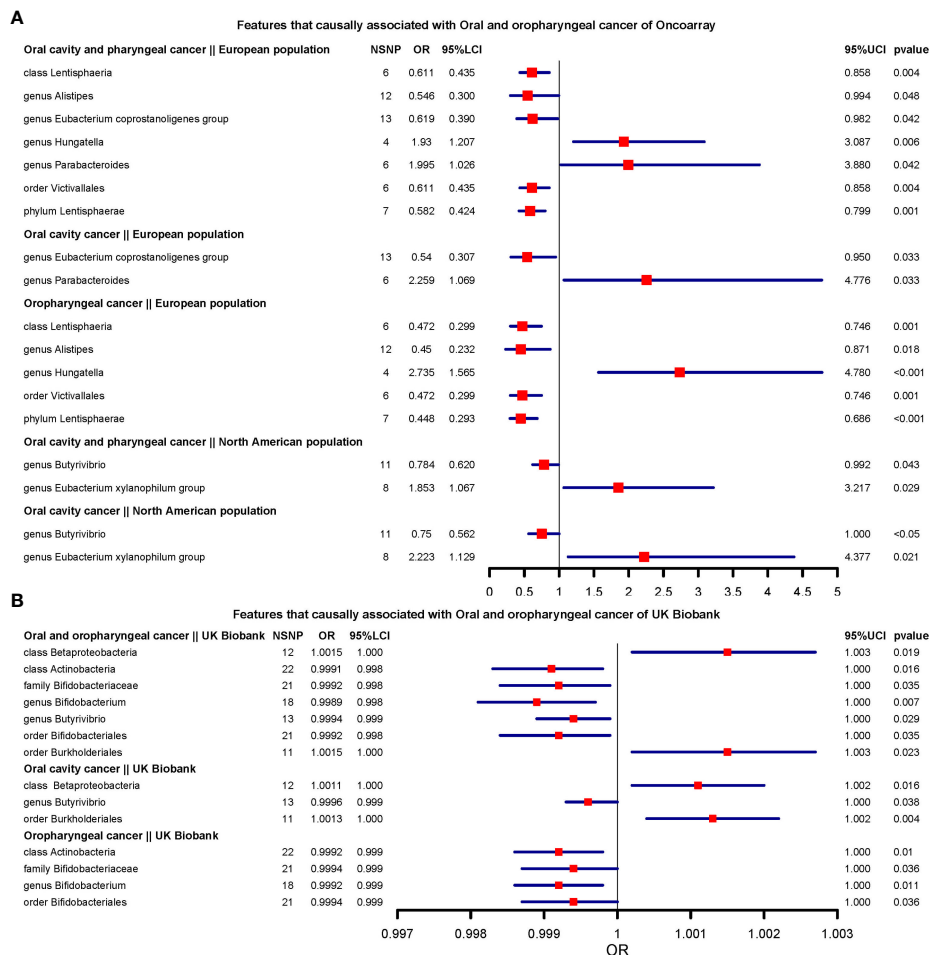 A
Features that causally associated with Oral and oropharyngeal cancer of Oncoarray
Oral cavity and pharyngeal cancer || European population NSNP OR 95%LCI 95%UCI pvalue
class Lentisphaeria 6 0.611 0.435 0.858 0.004
genus Alistipes 12 0.546 0.300 0.994 0.048
genus Eubacterium coprostanoligenes group 13 0.619 0.390 0.982 0.042
genus Hungatella 4 1.93 1.207 3.087 0.006
genus Parabacteroides 6 1.995 1.026 3.880 0.042
order Victivallales 6 0.611 0.435 0.858 0.004
phylum Lentisphaerae 7 0.582 0.424 0.799 0.001
Oral cavity cancer || European population
genus Eubacterium coprostanoligenes group 13 0.54 0.307 0.950 0.033
genus Parabacteroides 6 2.259 1.069 4.776 0.033
Oropharyngeal cancer || European population
class Lentisphaeria 6 0.472 0.299 0.746 0.001
genus Alistipes 12 0.45 0.232 0.871 0.018
genus Hungatella 4 2.735 1.565 4.780 <0.001
order Victivallales 6 0.472 0.299 0.746 0.001
phylum Lentisphaerae 7 0.448 0.293 0.686 <0.001
Oral cavity and pharyngeal cancer || North American population
genus Butyrivibrio 11 0.784 0.620 0.992 0.043
genus Eubacterium xylanophilum group 8 1.853 1.067 3.217 0.029
Oral cavity cancer || North American population
genus Butyrivibrio 11 0.75 0.562 1.000 <0.05
genus Eubacterium xylanophilum group 8 2.223 1.129 4.377 0.021
0 0.5 1 1.5 2 2.5 3 3.5 4 4.5 5
B
Features that causally associated with Oral and oropharyngeal cancer of UK Biobank
Oral and oropharyngeal cancer || UK Biobank NSNP OR 95%LCI 95%UCI pvalue
class Betaproteobacteria 12 1.0015 1.000 1.003 0.019
class Actinobacteria 22 0.9991 0.998 1.000 0.016
family Bifidobacteriaceae 21 0.9992 0.998 1.000 0.035
genus Bifidobacterium 18 0.9989 0.998 1.000 0.007
genus Butyrivibrio 13 0.9994 0.999 1.000 0.029
order Bifidobacteriales 21 0.9992 0.998 1.000 0.035
order Burkholderiales 11 1.0015 1.000 1.003 0.023
Oral cavity cancer || UK Biobank
class Betaproteobacteria 12 1.0011 1.000 1.002 0.016
genus Butyrivibrio 13 0.9996 0.999 1.000 0.038
order Burkholderiales 11 1.0013 1.000 1.002 0.004
Oropharyngeal cancer || UK Biobank
class Actinobacteria 22 0.9992 0.999 1.000 0.01
family Bifidobacteriaceae 21 0.9994 0.999 1.000 0.036
genus Bifidobacterium 18 0.9992 0.999 1.000 0.011
order Bifidobacteriales 21 0.9994 0.999 1.000 0.036
0.997 0.998 0.999 1 1.001 1.002 1.003
OR